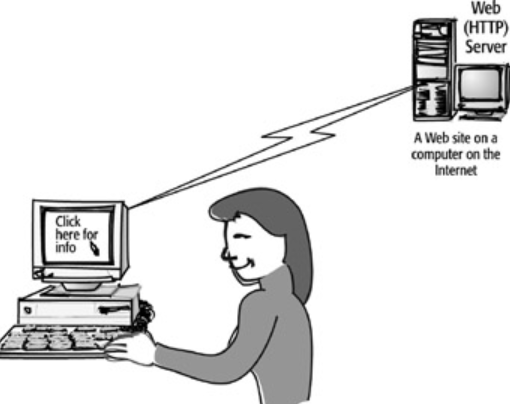 Web
(HTTP)
Server
A Web site on a
computer on the
Internet
Click
here for
info